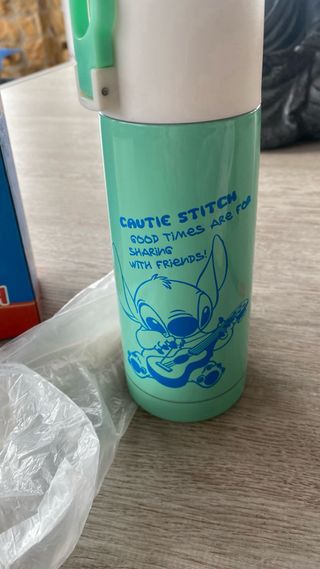 CAUTIE STITCH
GOOD TIMES ARE FOR
SHARING
WITH FRIENDS!